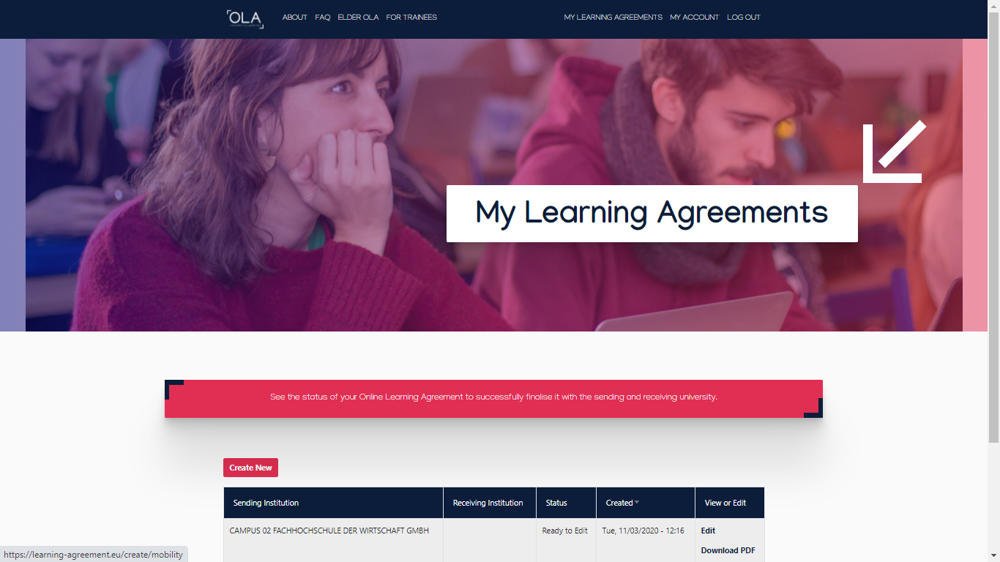 OLA
ABOUT FAQ ELDER OLA FOR TRAINEES MY LEARNING AGREEMENTS MY ACCOUNT LOG OUT
My Learning Agreements
See the status of your Online Learning Agreement to successfully finalise it with the sending and receiving university.
Create New
Sending Institution Receiving Institution Status Created View or Edit
CAMPUS 02 FACHHOCHSCHULE DER WIRTSCHAFT GMBH Ready to Edit Tue, 11/03/2020 - 12:16 Edit
Download PDF
https://learning-agreement.eu/create/mobility